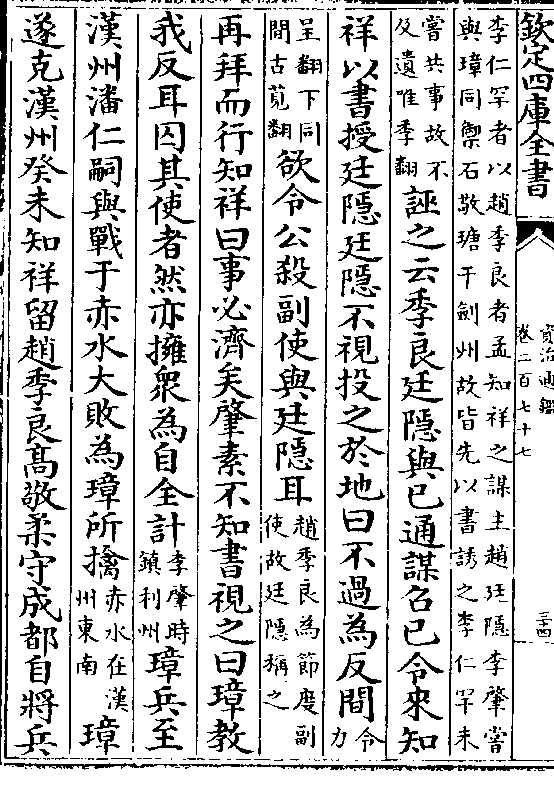 欽定四庫全書
資治通鑑
卷二百七十七
三四
李仁罕者以趙季良者孟知祥之謀主趙廷隱李肇嘗
與璋同禦石敬瑭于劍州故皆先以書誘之李仁罕未
嘗共事故不
及遺唯季翻
誣之云季良廷隱與已通謀召已令來知
祥以書授廷隱廷隱不視投之於地曰不過為反間
令力
呈翻下同
間古莧翻
欲令公殺副使與廷隱耳
趙季良為節度副
使故廷隱稱之
再拜而行知祥曰事必濟矣肇素不知書視之曰璋教
我反耳囚其使者然亦擁衆為自全計
李肇時
鎮利州
璋兵至
漢州潘仁嗣與戰于赤水大敗為璋所擒
赤水在漢
州東南
璋
遂克漢州癸未知祥留趙季良高敬柔守成都自將兵